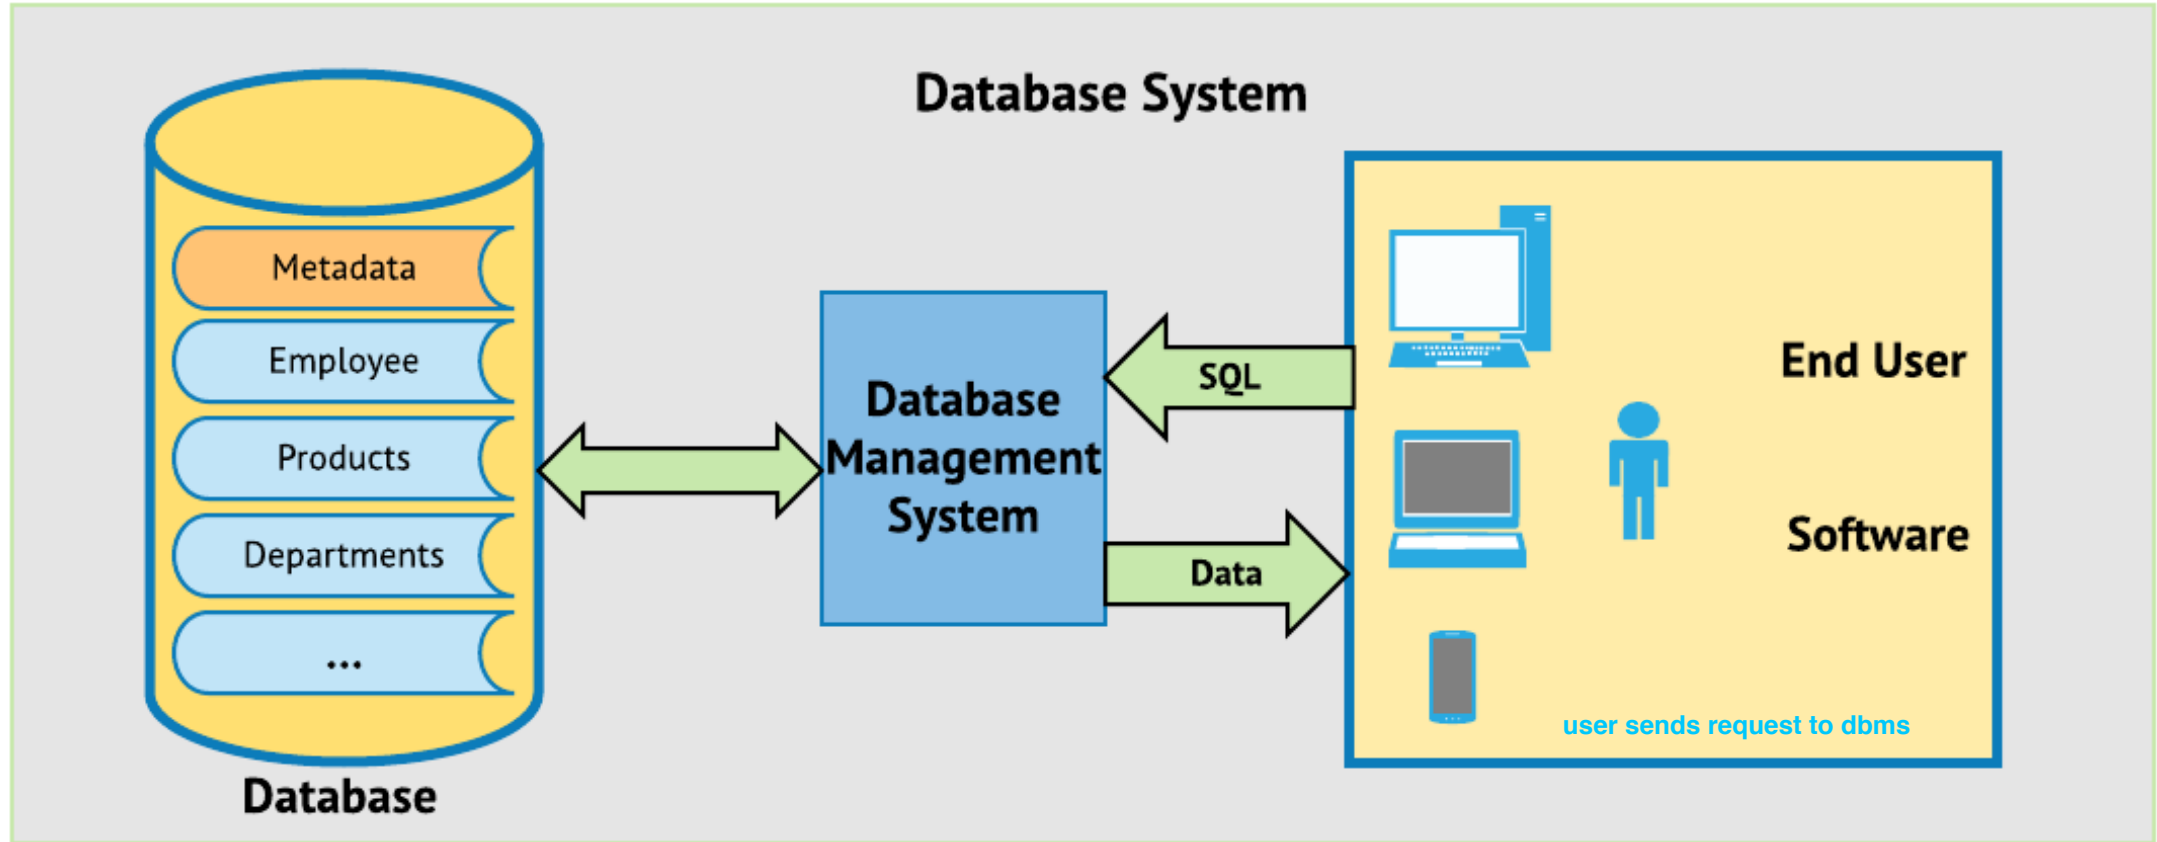 Database System
Metadata
Employee
Products
Departments
...
Database
Database
Management
System
SQL
Data
End User
Software
user sends request to dbms